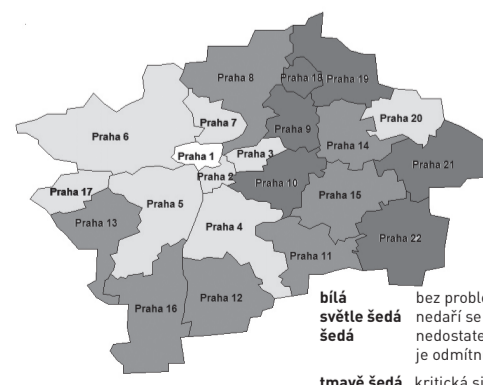 Praha 8
Praha 18
Praha 19
Praha 7
Praha 20
Praha 6
Praha 9
Praha 14
Praha 1
Praha 3
Praha 21
Praha 17
Praha 2
Praha 10
Praha 15
Praha 5
Praha 13
Praha 4
Praha 22
Praha 11
Praha 16
Praha 12
bílá bez problé
světle šedá nedaří se
šedá nedostate
je odmítn
tmavě šedá kritická si